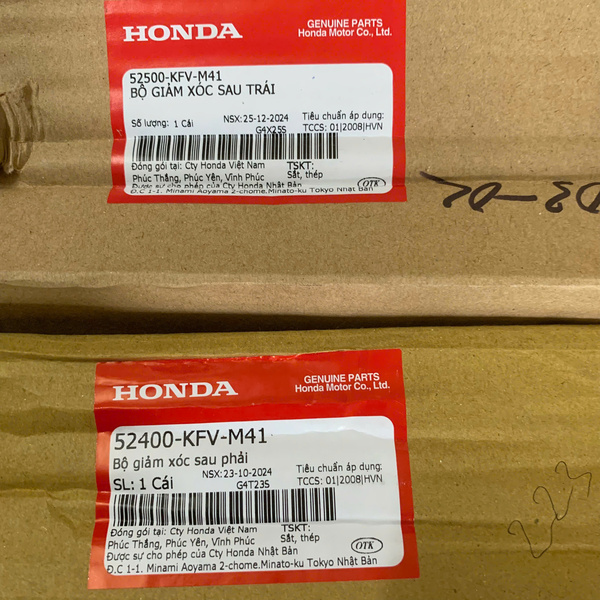 HONDA
GENUINE PARTS
Honda Motor Co., Ltd.
52500-KFV-M41
BỘ GIẢM XÓC SAU TRÁI
Số lượng: 1 Cái
NSX:25-12-2024
Tiêu chuẩn áp dụng:
G4X25S
TCCS: 01|2008|HVN
Đóng gói tại: Cty Honda Việt Nam
TSKT:
Phúc Thắng, Phúc Yên, Vĩnh Phúc
Sắt, thép
Được sự cho phép của Cty Honda Nhật Bản
OTK
Đ.C 1-1. Minami Aoyama 2-chome.Minato-ku Tokyo Nhật Bản
HONDA
GENUINE PARTS
Honda Motor Co., Ltd.
52400-KFV-M41
Bộ giảm xóc sau phải
NSX:23-10-2024
Tiêu chuẩn áp dụng:
SL: 1 Cái
G4T23S
TCCS: 01|2008|HVN
Đóng gói tại: Cty Honda Việt Nam
TSKT:
Phúc Thắng, Phúc Yên, Vĩnh Phúc
Sắt, thép
Được sự cho phép của Cty Honda Nhật Bản
OTK
Đ.C 1-1. Minami Aoyama 2-chome.Minato-ku Tokyo Nhật Bản
223